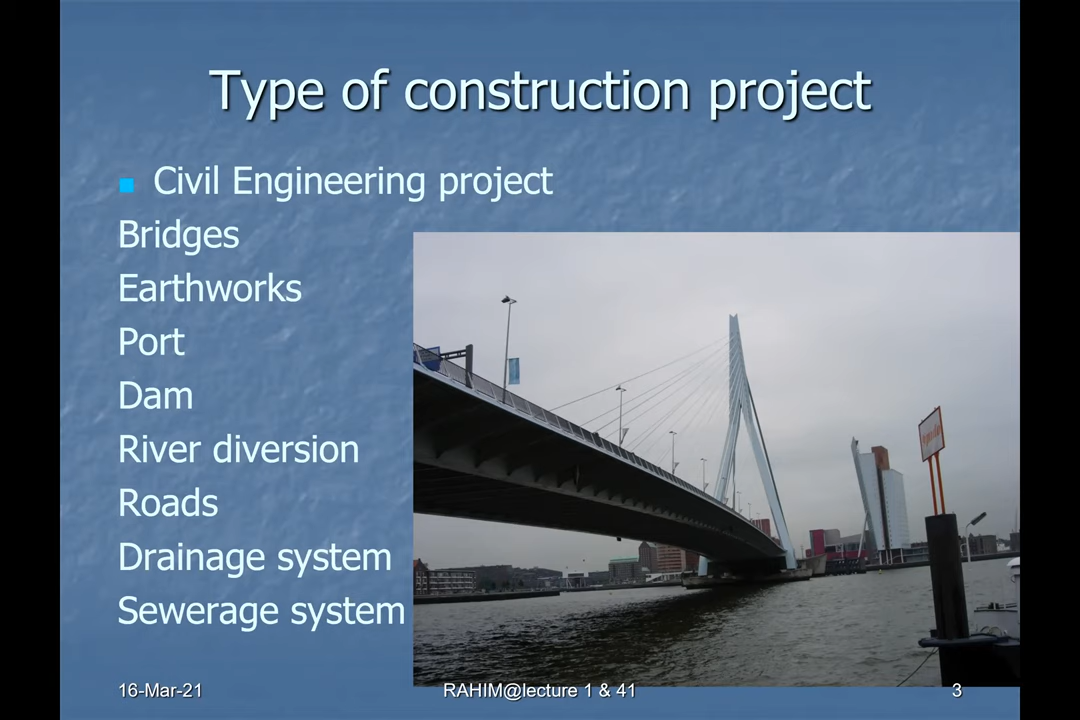 Type of construction project
Civil Engineering project
Bridges
Earthworks
Port
Dam
River diversion
Roads
Drainage system
Sewerage system
16-Mar-21
RAHIM@lecture 1 & 41
3